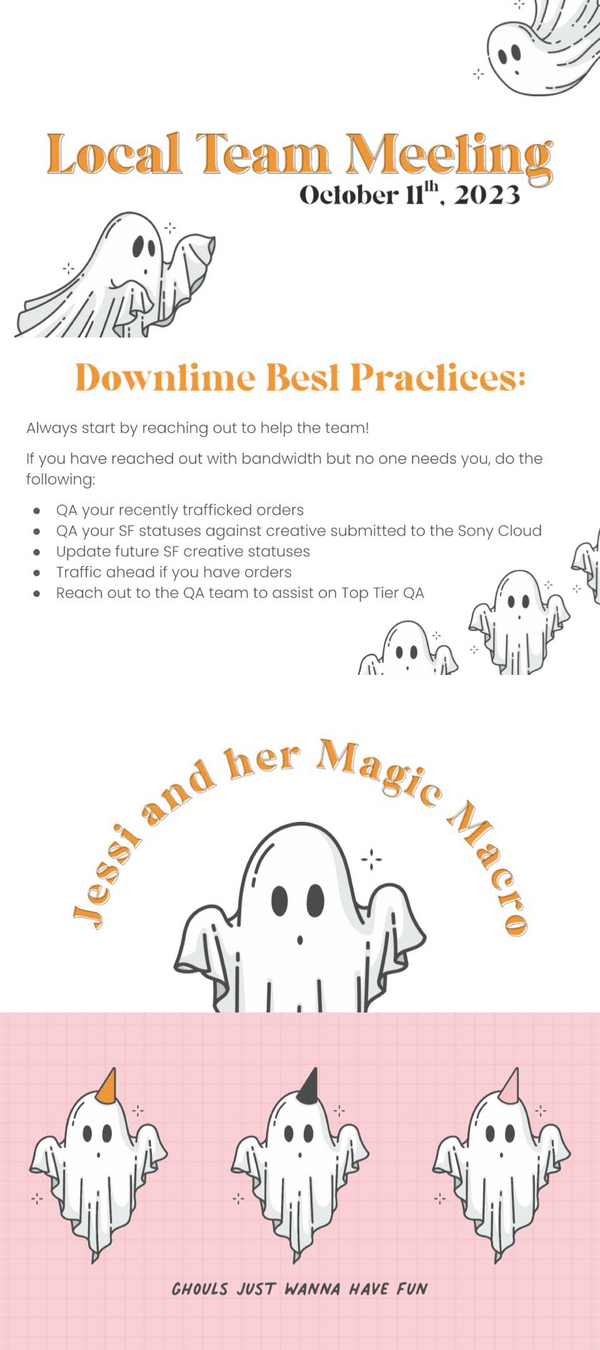 Local Team Meeting
October 11th, 2023
Downtime Best Practices:
Always start by reaching out to help the team!
If you have reached out with bandwidth but no one needs you, do the
following:
● QA your recently trafficked orders
● QA your SF statuses against creative submitted to the Sony Cloud
● Update future SF creative statuses
● Traffic ahead if you have orders
● Reach out to the QA team to assist on Top Tier QA
Jessi and her Magic Macro
GHOULS JUST WANNA HAVE FUN